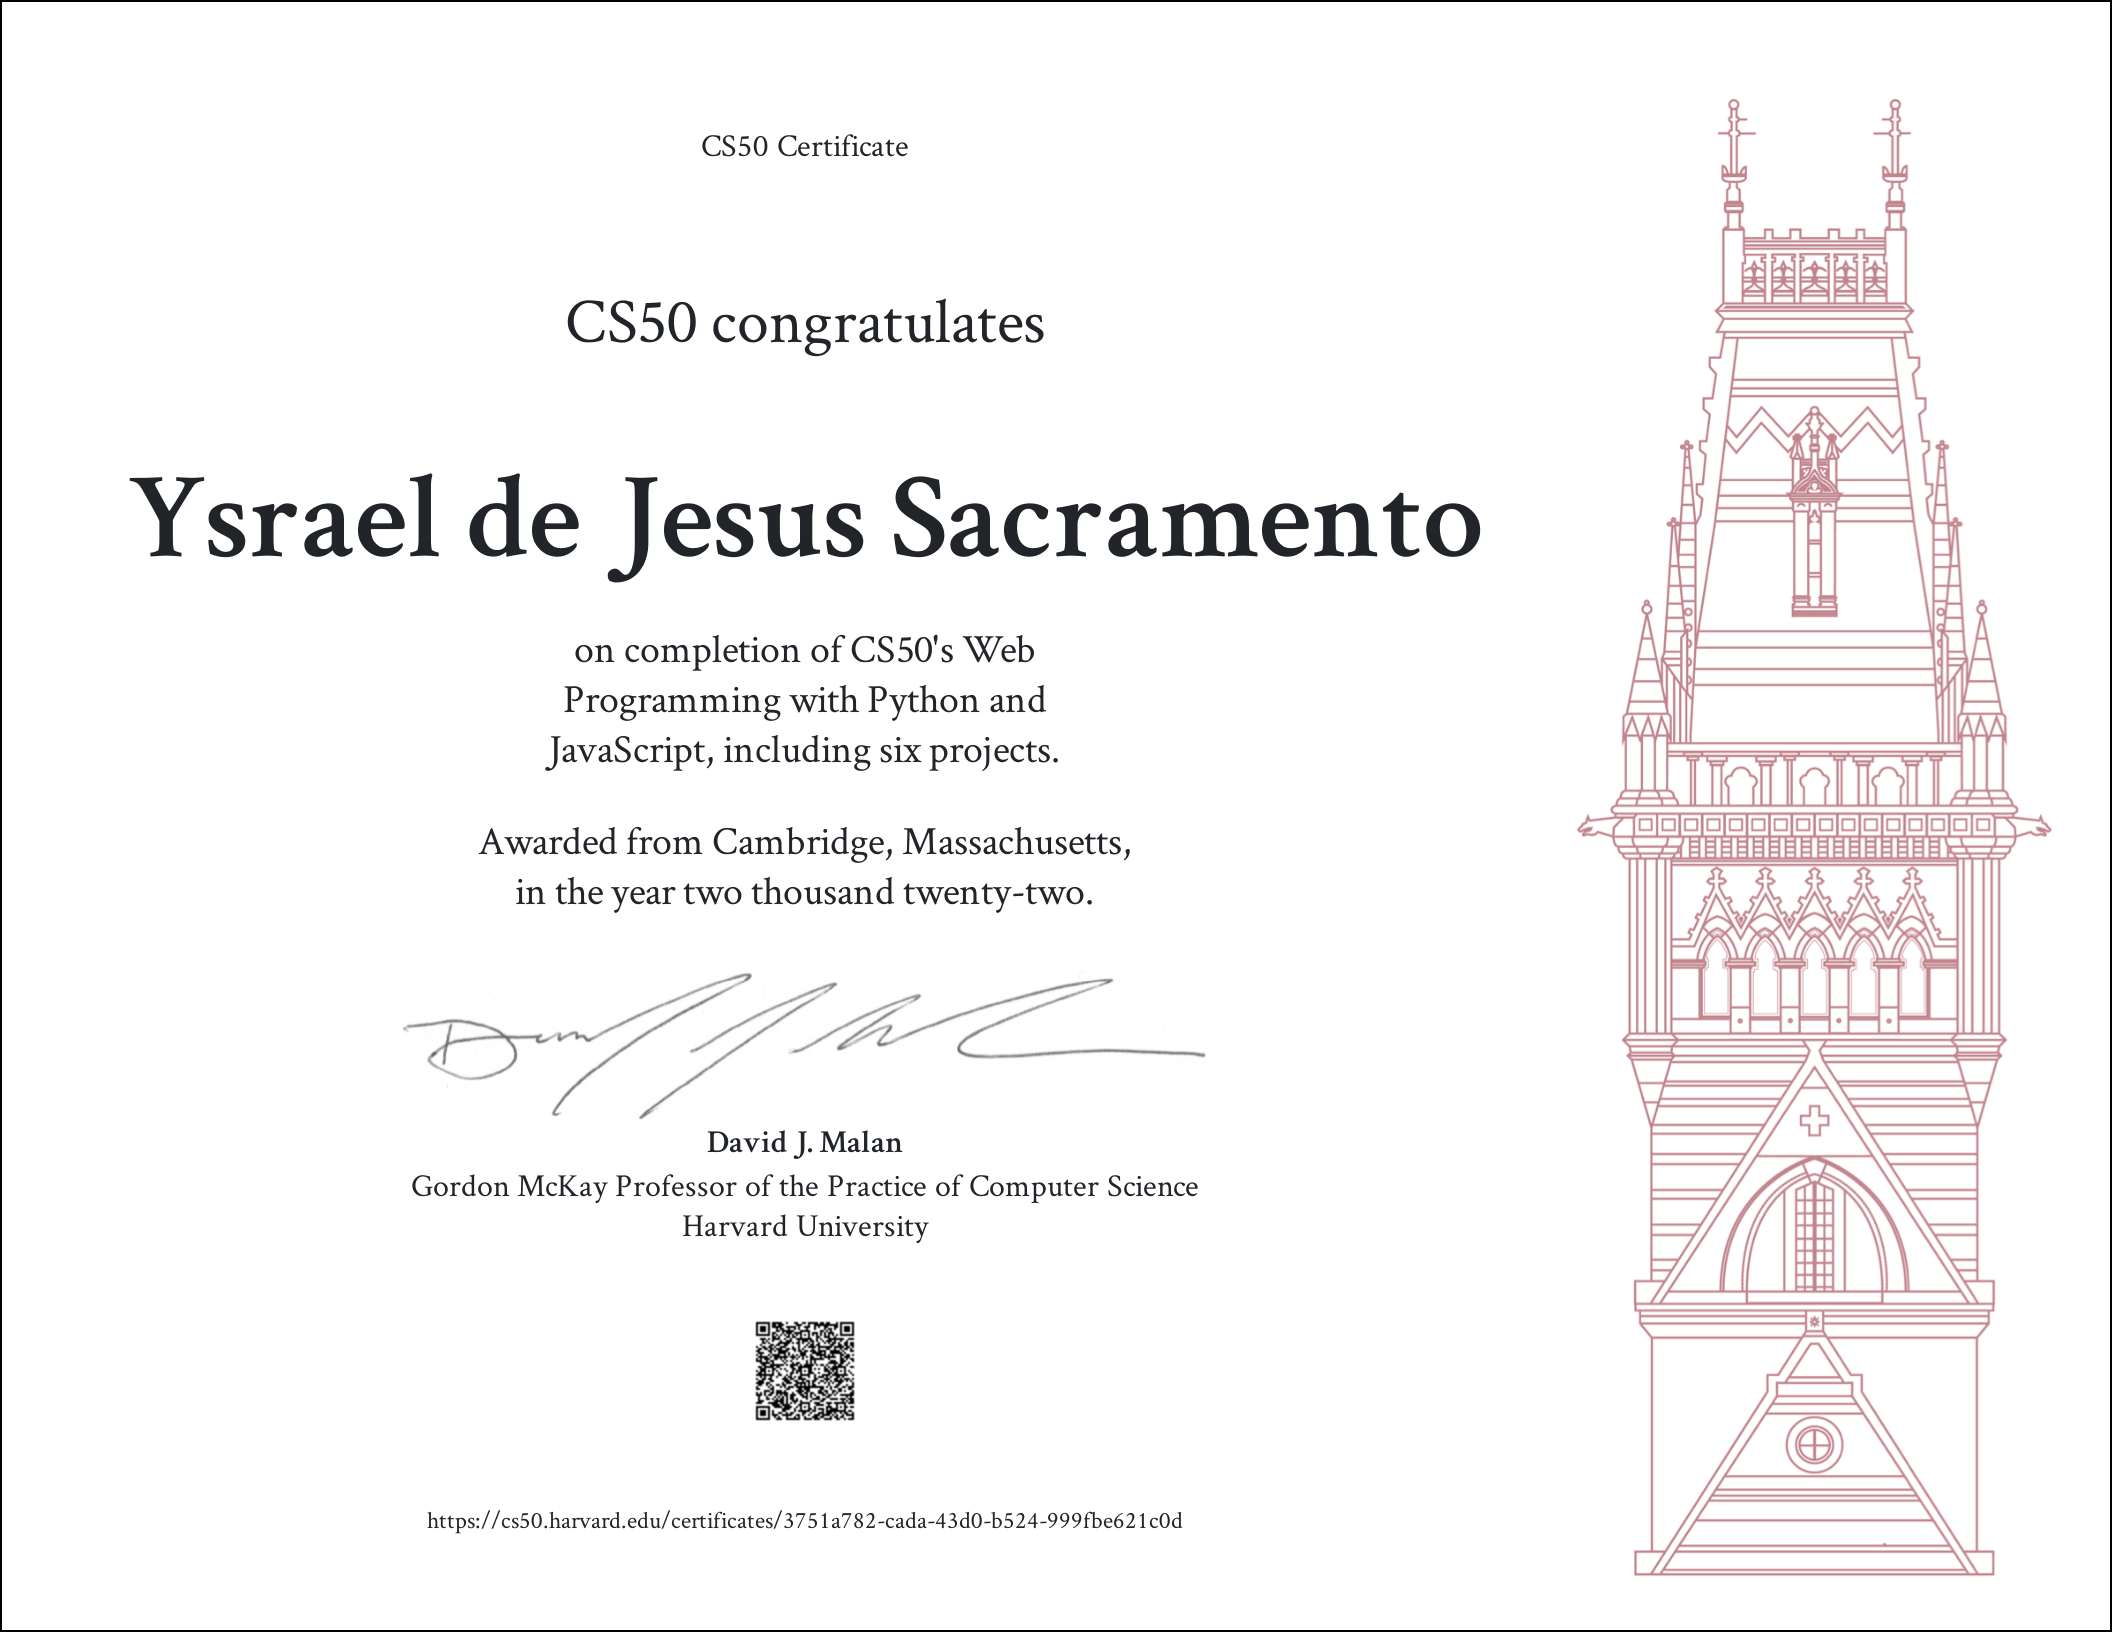 CS50 Certificate
CS50 congratulates
Ysrael de Jesus Sacramento
on completion of CS50's Web
Programming with Python and
JavaScript, including six projects.
Awarded from Cambridge, Massachusetts,
in the year two thousand twenty-two.
David J. Malan
Gordon McKay Professor of the Practice of Computer Science
Harvard University
https://cs50.harvard.edu/certificates/3751a782-cada-43d0-b524-999fbe621c0d